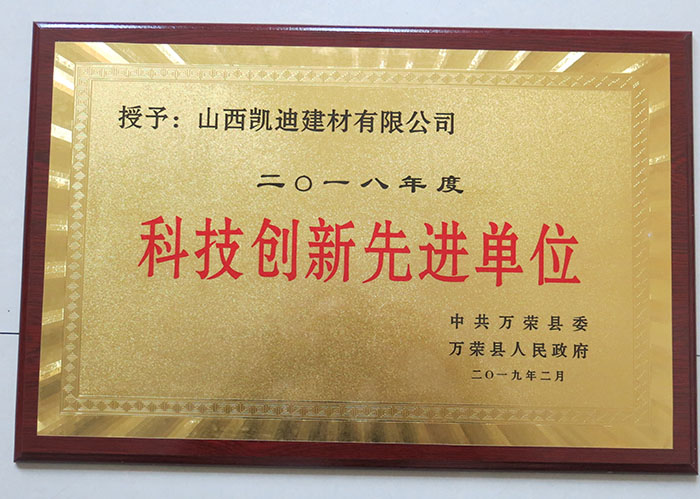 授予：山西凯迪建材有限公司
二〇一八年度
科技创新先进单位
中共万荣县委
万荣县人民政府
二〇一九年二月